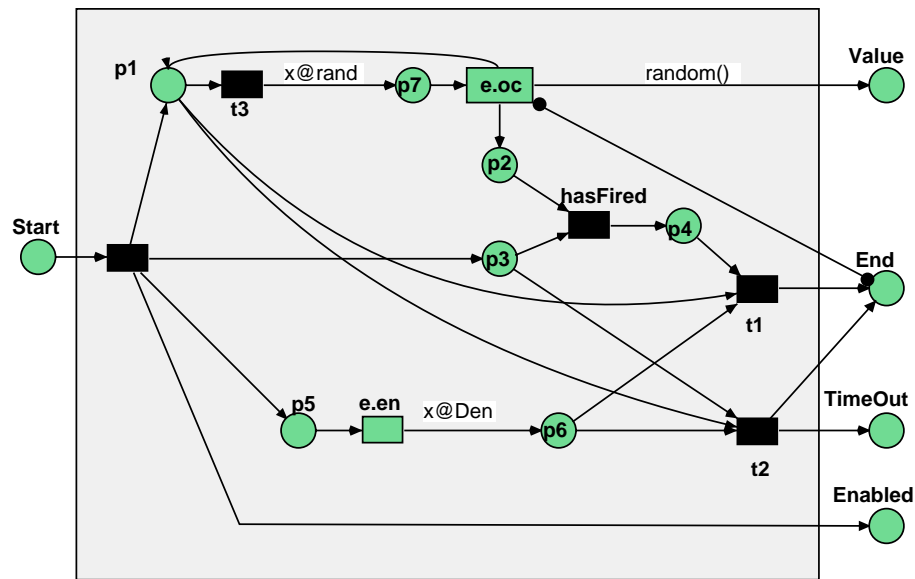 Value
p1
x@rand
random()
p7
e.oc
t3
p2
hasFired
Start
p4
p3
End
t1
p5
e.en
x@Den
TimeOut
p6
t2
Enabled